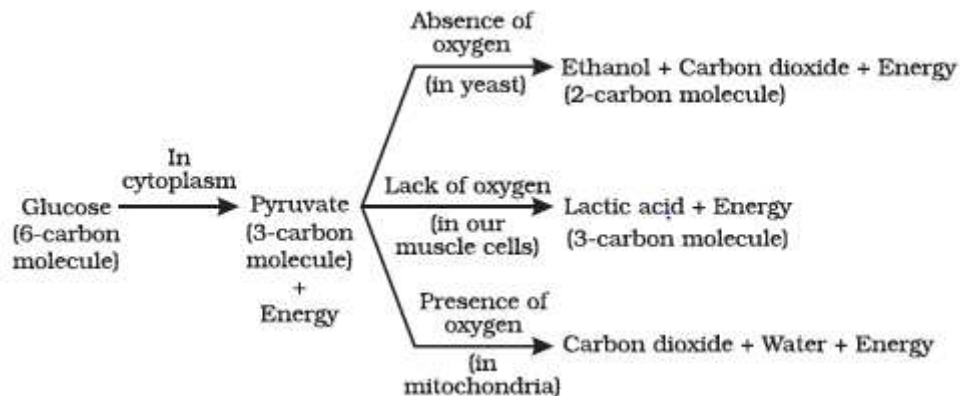 Absence of
oxygen
(in yeast)
Ethanol + Carbon dioxide + Energy
(2-carbon molecule)
In
cytoplasm
Glucose
(6-carbon
molecule)
Pyruvate
(3-carbon
molecule)
+
Energy
Lack of oxygen
(in our
muscle cells)
Lactic acid + Energy
(3-carbon molecule)
Presence of
oxygen
(in
mitochondria)
Carbon dioxide + Water + Energy